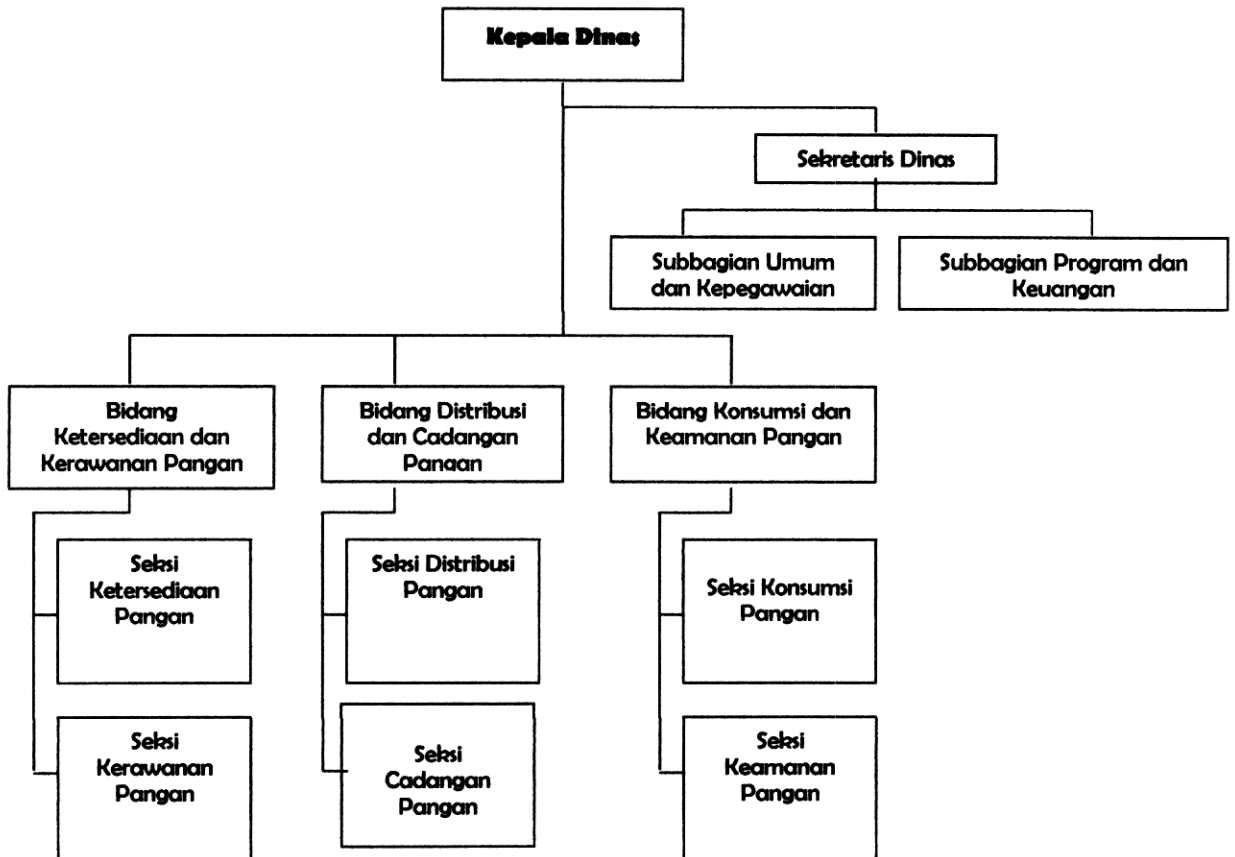 Kepala Dinas
Sekretaris Dinas
Subbagian Umum
dan Kepegawaian
Subbagian Program dan
Keuangan
Bidang
Ketersediaan dan
Kerawanan Pangan
Bidang Distribusi
dan Cadangan
Pangan
Bidang Konsumsi dan
Keamanan Pangan
Seksi
Ketersediaan
Pangan
Seksi Distribusi
Pangan
Seksi Konsumsi
Pangan
Seksi
Kerawanan
Pangan
Seksi
Cadangan
Pangan
Seksi
Keamanan
Pangan